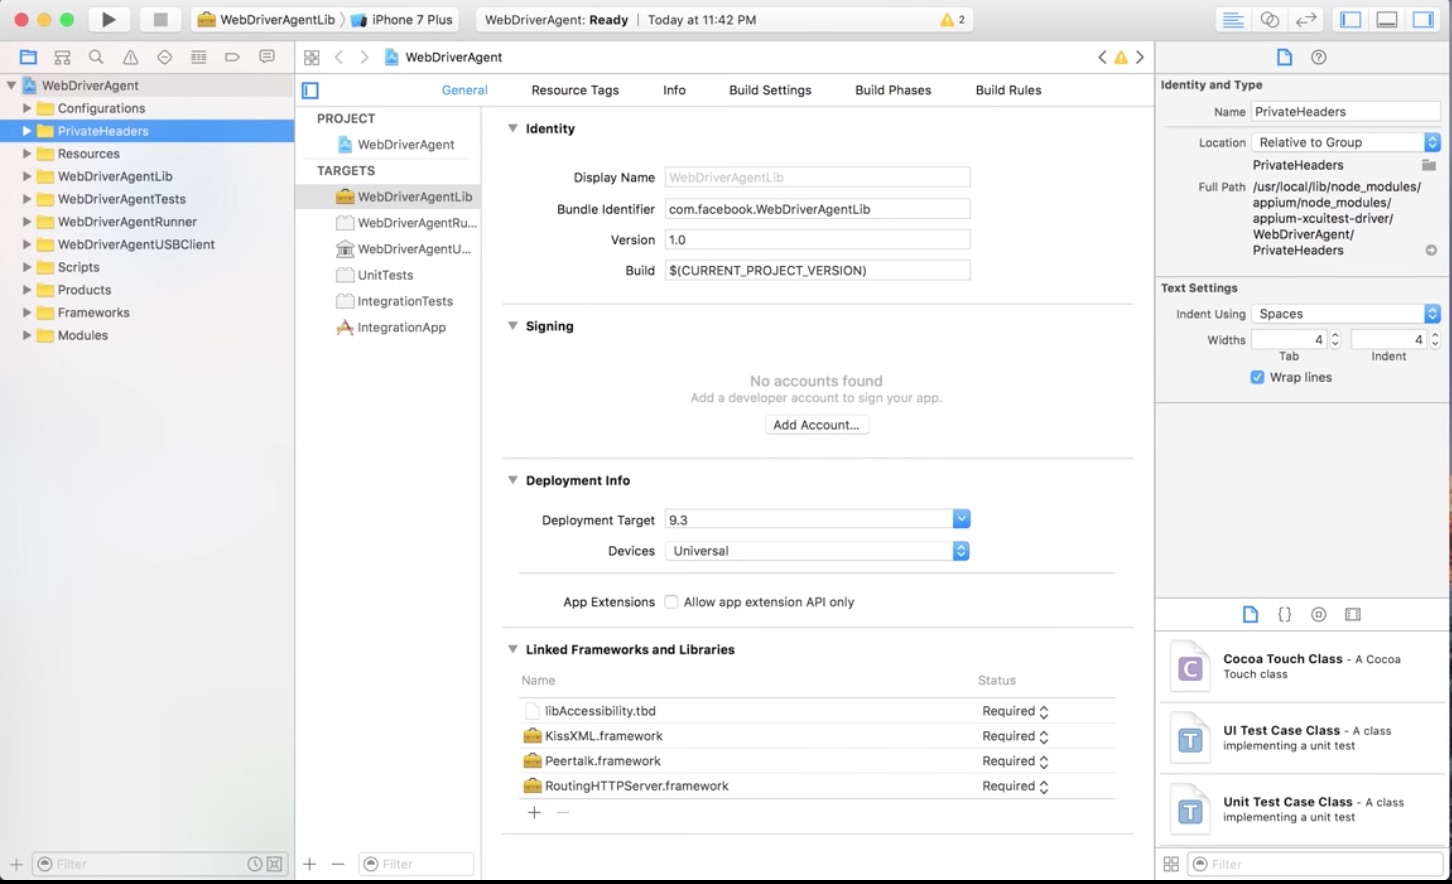 WebDriverAgentLib
iPhone 7 Plus
WebDriverAgent: Ready | Today at 11:42 PM
2
WebDriverAgent
Configurations
PrivateHeaders
Resources
WebDriverAgentLib
WebDriverAgentTests
WebDriverAgentRunner
WebDriverAgentUSBClient
Scripts
Products
Frameworks
Modules
Filter
WebDriverAgent
General Resource Tags Info Build Settings Build Phases Build Rules
PROJECT
WebDriverAgent
TARGETS
WebDriverAgentLib
WebDriverAgentRu...
WebDriverAgentU...
UnitTests
IntegrationTests
IntegrationApp
Filter
Identity
Display Name WebDriverAgentLib
Bundle Identifier com.facebook.WebDriverAgentLib
Version 1.0
Build $(CURRENT_PROJECT_VERSION)
Signing
No accounts found
Add a developer account to sign your app.
Add Account...
Deployment Info
Deployment Target 9.3
Devices Universal
App Extensions Allow app extension API only
Linked Frameworks and Libraries
Name Status
libAccessibility.tbd Required
KissXML.framework Required
Peertalk.framework Required
RoutingHTTPServer.framework Required
Identity and Type
Name PrivateHeaders
Location Relative to Group
PrivateHeaders
Full Path /usr/local/lib/node_modules/
appium/node_modules/
appium-xcuitest-driver/
WebDriverAgent/
PrivateHeaders
Text Settings
Indent Using Spaces
Widths 4 4
Tab Indent
Wrap lines
{}
C
Cocoa Touch Class - A Cocoa
Touch class
T
UI Test Case Class - A class
implementing a unit test
T
Unit Test Case Class - A class
implementing a unit test
Filter